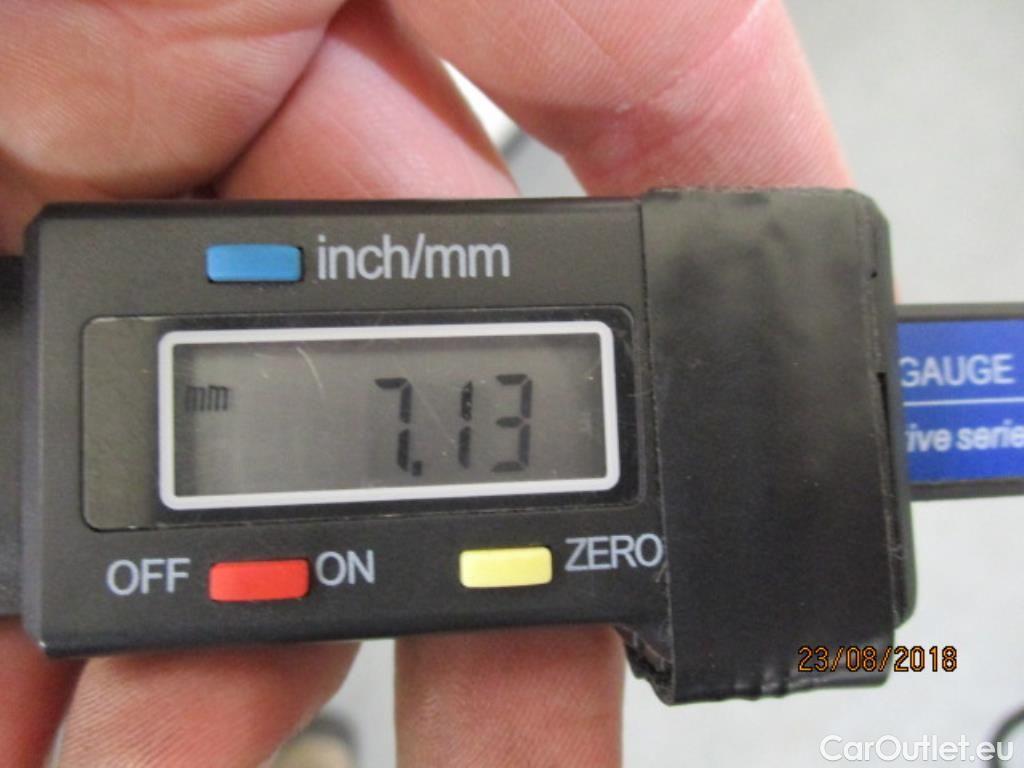 inch/mm
mm 7.13
OFF ON ZERO
GAUGE
23/08/2018
CarOutlet.eu